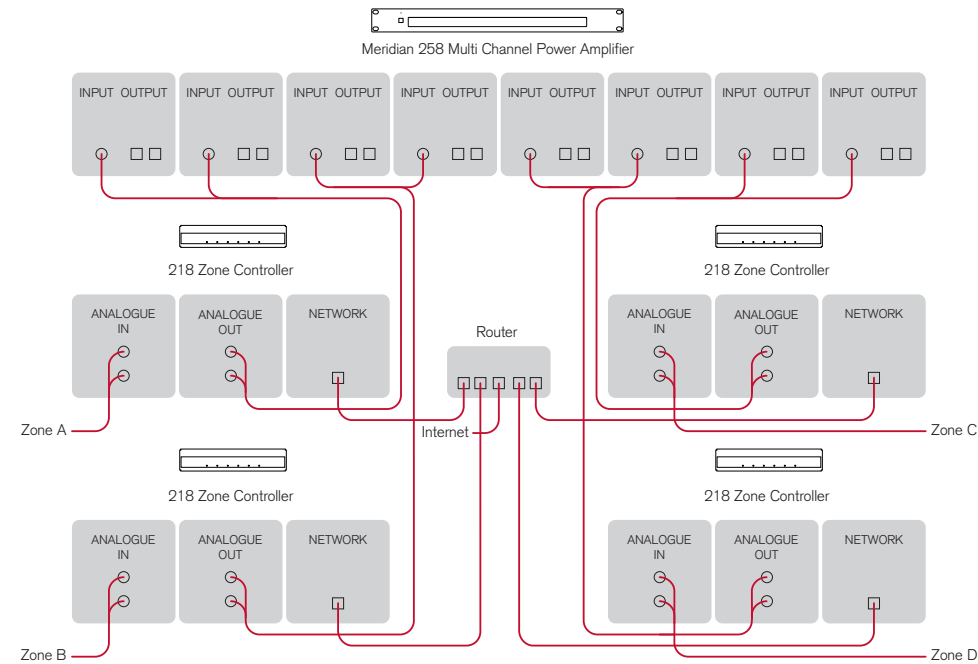 Meridian 258 Multi Channel Power Amplifier
INPUT OUTPUT INPUT OUTPUT INPUT OUTPUT INPUT OUTPUT INPUT OUTPUT INPUT OUTPUT INPUT OUTPUT INPUT OUTPUT
218 Zone Controller
218 Zone Controller
ANALOGUE
IN
ANALOGUE
OUT
NETWORK
Router
ANALOGUE
IN
ANALOGUE
OUT
NETWORK
Zone A
Internet
Zone C
218 Zone Controller
218 Zone Controller
ANALOGUE
IN
ANALOGUE
OUT
NETWORK
ANALOGUE
IN
ANALOGUE
OUT
NETWORK
Zone B
Zone D